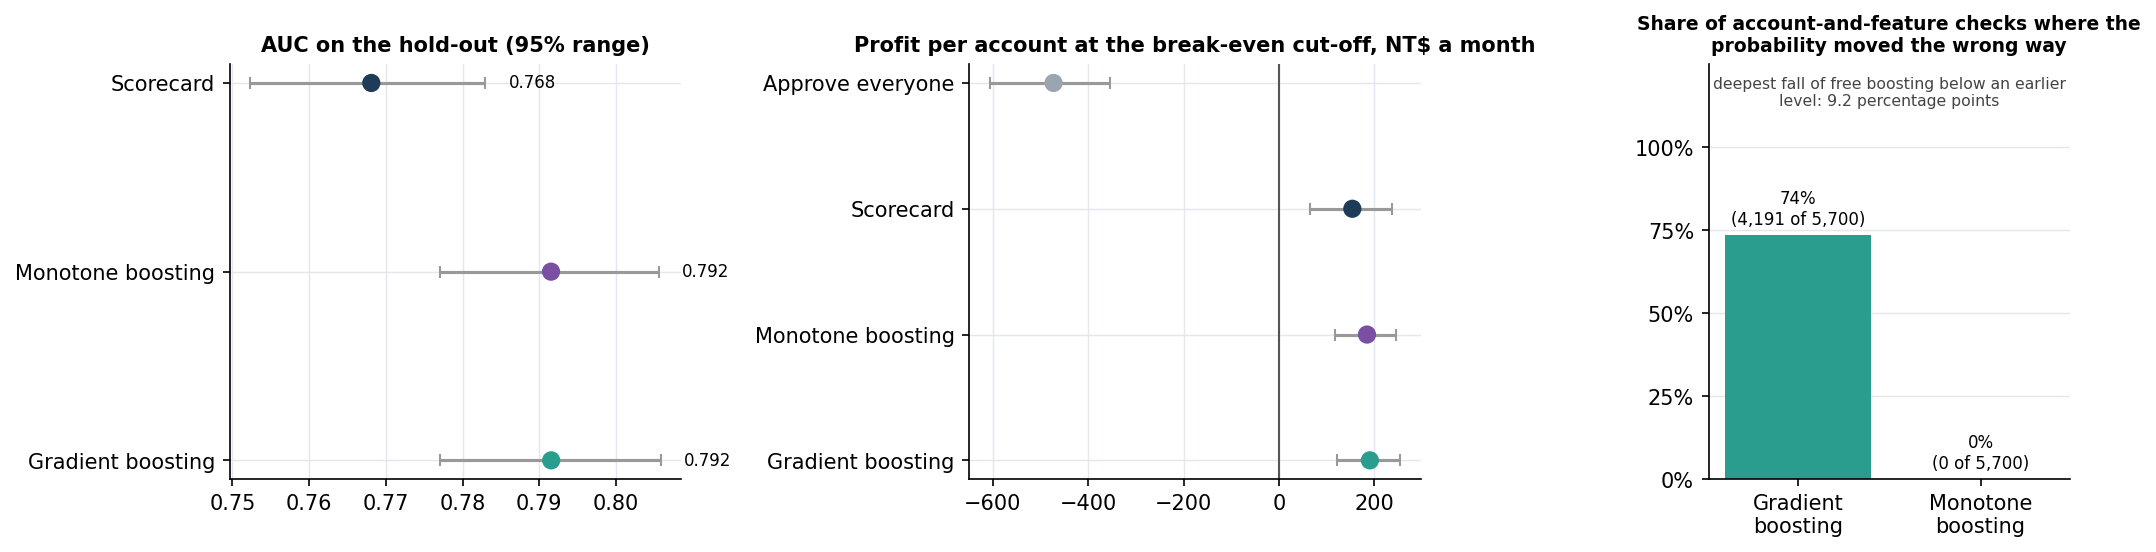 AUC on the hold-out (95% range)
Scorecard
0.768
Monotone boosting
0.792
Gradient boosting
0.792
0.75 0.76 0.77 0.78 0.79 0.80
Profit per account at the break-even cut-off, NT$ a month
Approve everyone
Scorecard
Monotone boosting
Gradient boosting
−600 −400 −200 0 200
Share of account-and-feature checks where the
probability moved the wrong way
deepest fall of free boosting below an earlier
level: 9.2 percentage points
100%
74%
(4,191 of 5,700)
75%
50%
25%
0%
(0 of 5,700)
0%
Gradient
boosting
Monotone
boosting